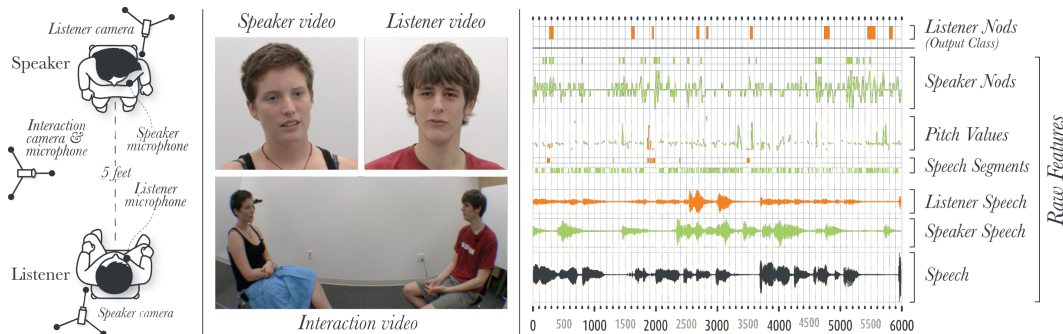 Listener camera
Speaker
Interaction
camera &
microphone
Speaker
microphone
5 feet
Listener
microphone
Listener
Speaker camera
Speaker video
Listener video
Interaction video
Listener Nods
(Output Class)
Speaker Nods
Pitch Values
Speech Segments
Listener Speech
Speaker Speech
Speech
Raw Features
0 500 1000 1500 2000 2500 3000 3500 4000 4500 5000 5500 6000